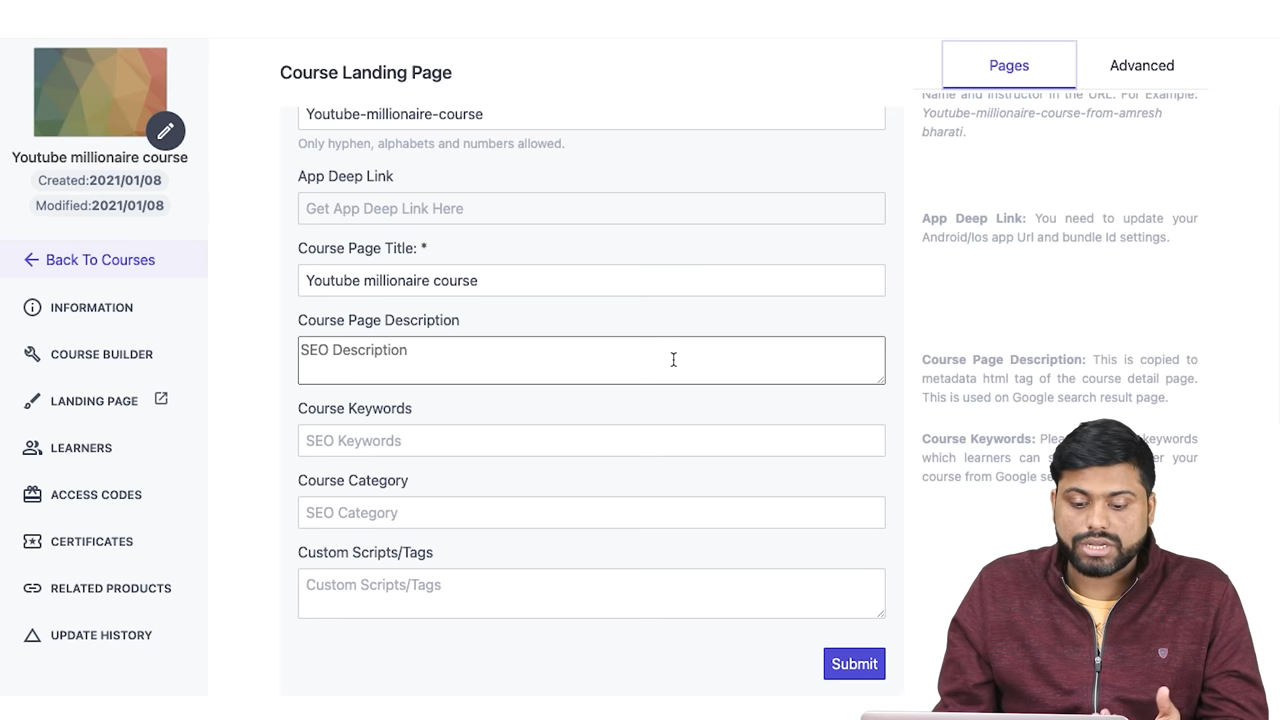 Youtube millionaire course
Created:2021/01/08
Modified:2021/01/08
Back To Courses
INFORMATION
COURSE BUILDER
LANDING PAGE
LEARNERS
ACCESS CODES
CERTIFICATES
RELATED PRODUCTS
UPDATE HISTORY
Course Landing Page
Youtube-millionaire-course
Only hyphen, alphabets and numbers allowed.
App Deep Link
Get App Deep Link Here
Course Page Title: *
Youtube millionaire course
Course Page Description
SEO Description
Course Keywords
SEO Keywords
Course Category
SEO Category
Custom Scripts/Tags
Custom Scripts/Tags
Submit
Pages
Advanced
Name and Instructor in the URL. For Example:
Youtube-millionaire-course-from-amresh
bharati.
App Deep Link: You need to update your
Android/Ios app Url and bundle Id settings.
Course Page Description: This is copied to
metadata html tag of the course detail page.
This is used on Google search result page.
Course Keywords: keywords
which learners can your
course from Google